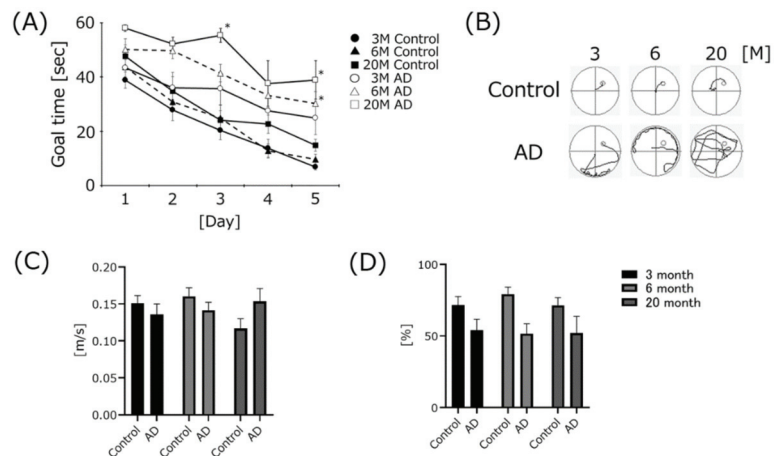 (A)
60
40
20
0
Goal time [sec]
*
*
*
1 2 3 4 5
[Day]
3M Control
6M Control
20M Control
3M AD
6M AD
20M AD
(B)
3 6 20 [M]
Control
AD
(C)
0.20
0.15
0.10
0.05
0.00
[m/s]
Control AD Control AD Control AD
(D)
100
50
0
[%]
Control AD Control AD Control AD
3 month
6 month
20 month